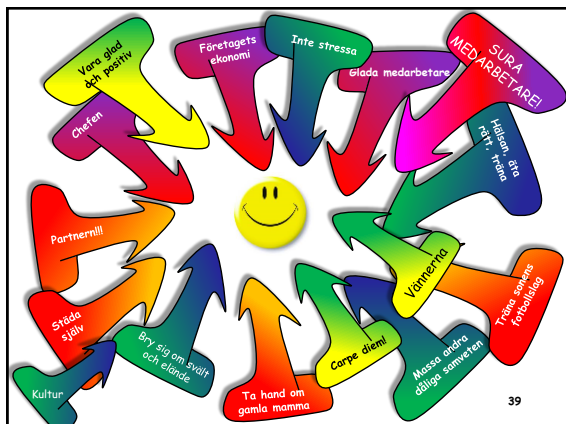 Vara glad
och positiv
Företagets
ekonomi
Inte stressa
Glada medarbetare
SURA
MEDARBETARE!
Chefen
Hälsan, äta
rätt, träna
Partnern!!!
Vännerna
Träna sonens
fotbollslag
Städa
själv
Bry sig om svält
och elände
Carpe diem!
Massa andra
dåliga samveten
Kultur
Ta hand om
gamla mamma
39